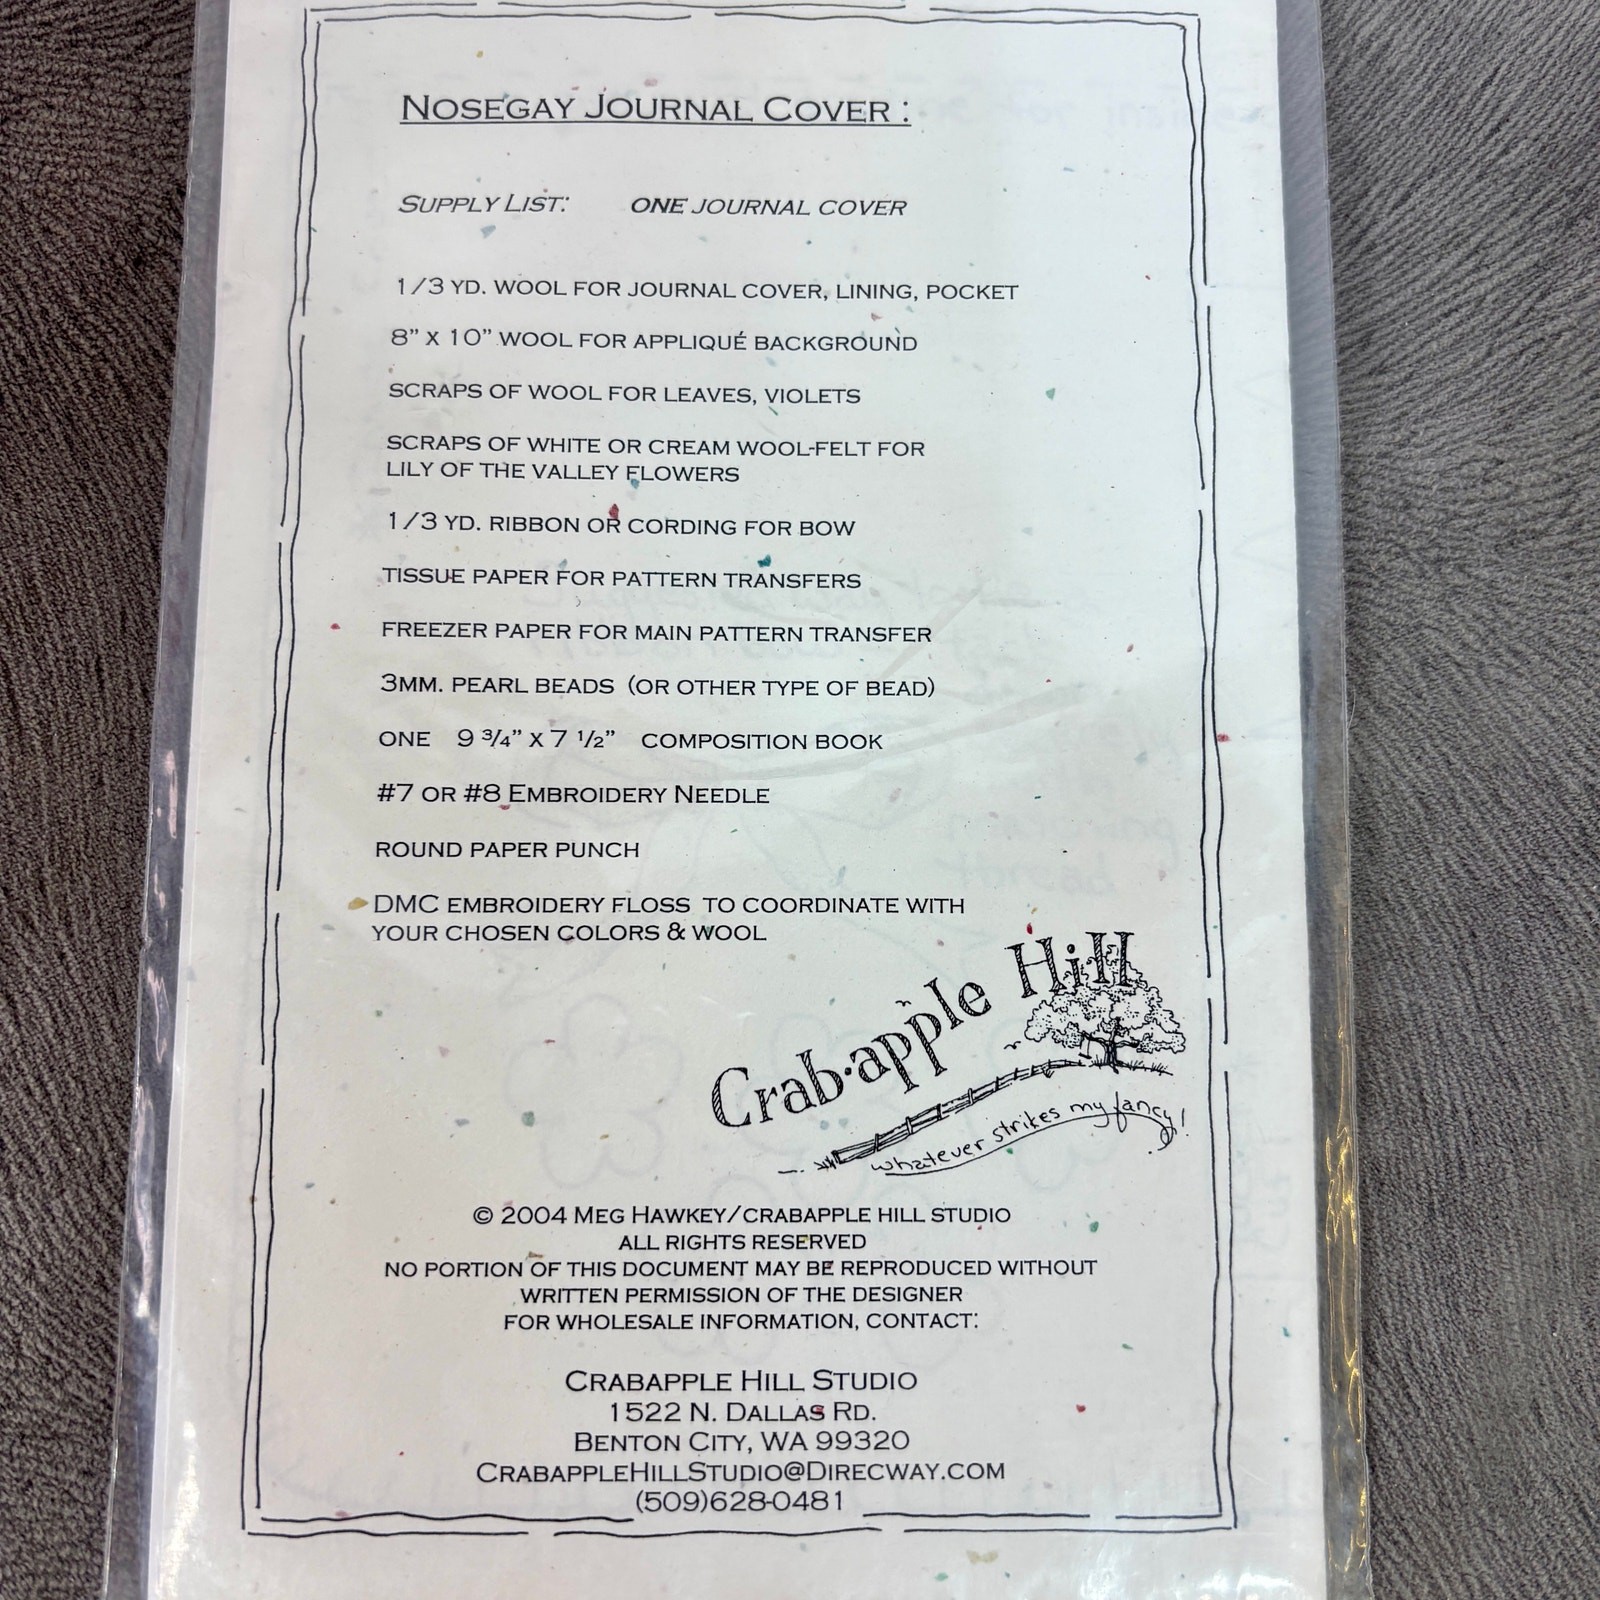 NOSEGAY JOURNAL COVER :
SUPPLY LIST: ONE JOURNAL COVER
1/3 YD. WOOL FOR JOURNAL COVER, LINING, POCKET
8” X 10” WOOL FOR APPLIQUÉ BACKGROUND
SCRAPS OF WOOL FOR LEAVES, VIOLETS
SCRAPS OF WHITE OR CREAM WOOL-FELT FOR
LILY OF THE VALLEY FLOWERS
1/3 YD. RIBBON OR CORDING FOR BOW
TISSUE PAPER FOR PATTERN TRANSFERS
FREEZER PAPER FOR MAIN PATTERN TRANSFER
3MM. PEARL BEADS (OR OTHER TYPE OF BEAD)
ONE 9 ¾” X 7 ½” COMPOSITION BOOK
#7 OR #8 EMBROIDERY NEEDLE
ROUND PAPER PUNCH
DMC EMBROIDERY FLOSS TO COORDINATE WITH
YOUR CHOSEN COLORS & WOOL
Crab·apple Hill
whatever strikes my fancy!
© 2004 MEG HAWKEY/CRABAPPLE HILL STUDIO
ALL RIGHTS RESERVED
NO PORTION OF THIS DOCUMENT MAY BE REPRODUCED WITHOUT
WRITTEN PERMISSION OF THE DESIGNER
FOR WHOLESALE INFORMATION, CONTACT:
CRABAPPLE HILL STUDIO
1522 N. DALLAS RD.
BENTON CITY, WA 99320
CRABAPPLEHILLSTUDIO@DIRECWAY.COM
(509)628-0481